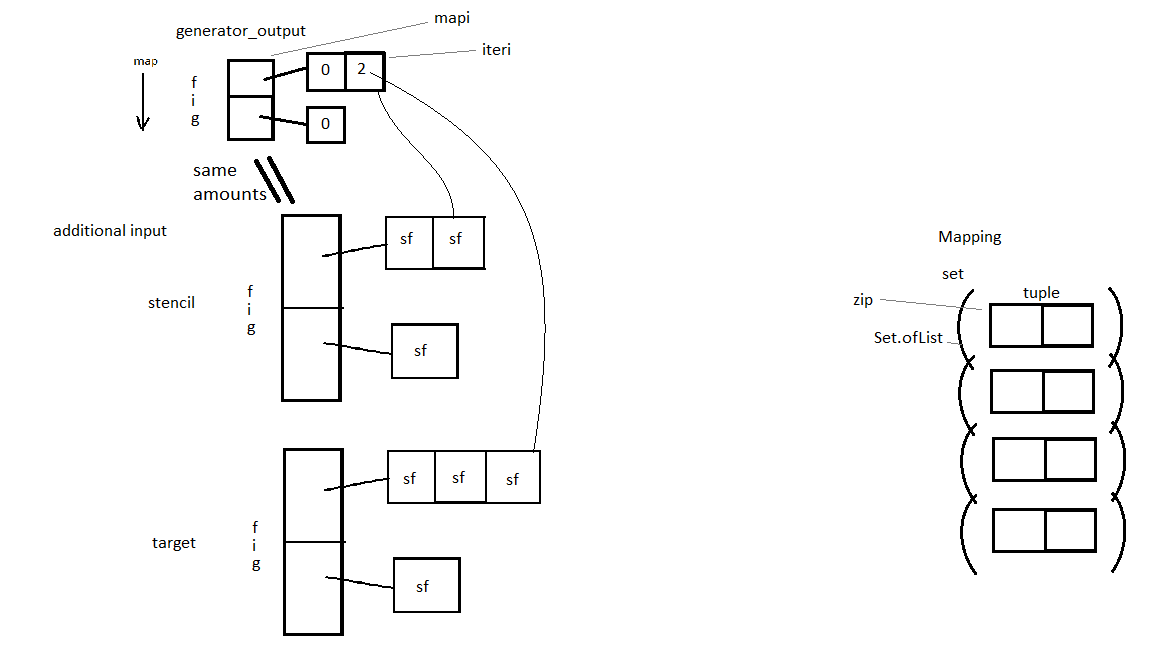 mapi
generator_output
iteri
map
0 2
f
i
g
0
same
amounts
additional input
sf sf
stencil
f
i
g
sf
sf sf sf
target
f
i
g
sf
Mapping
set
tuple
zip
Set.ofList